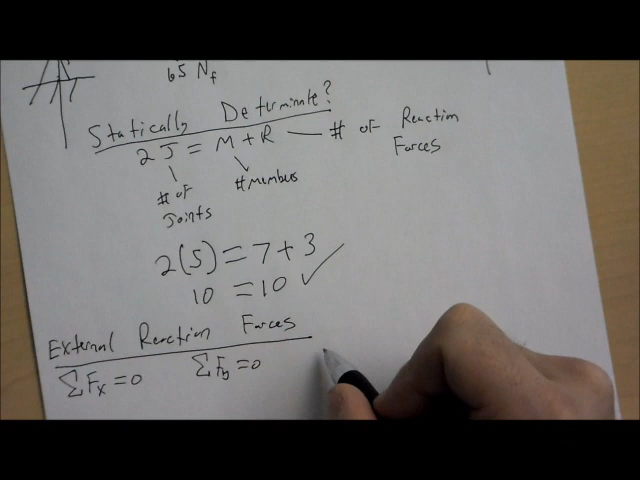 65 Nf
Statically Determinate?
2J = M + R — # of Reaction Forces
# of Joints
# Members
2(5) = 7 + 3
10 = 10 ✓
External Reaction Forces
ΣFx = 0 ΣFy = 0